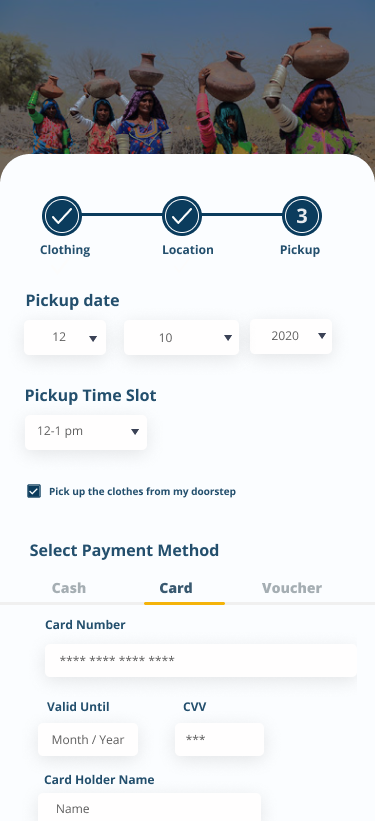 3
Clothing Location Pickup
Pickup date
12 10 2020
Pickup Time Slot
12-1 pm
Pick up the clothes from my doorstep
Select Payment Method
Cash Card Voucher
Card Number
**** **** **** ****
Valid Until CVV
Month / Year ***
Card Holder Name
Name